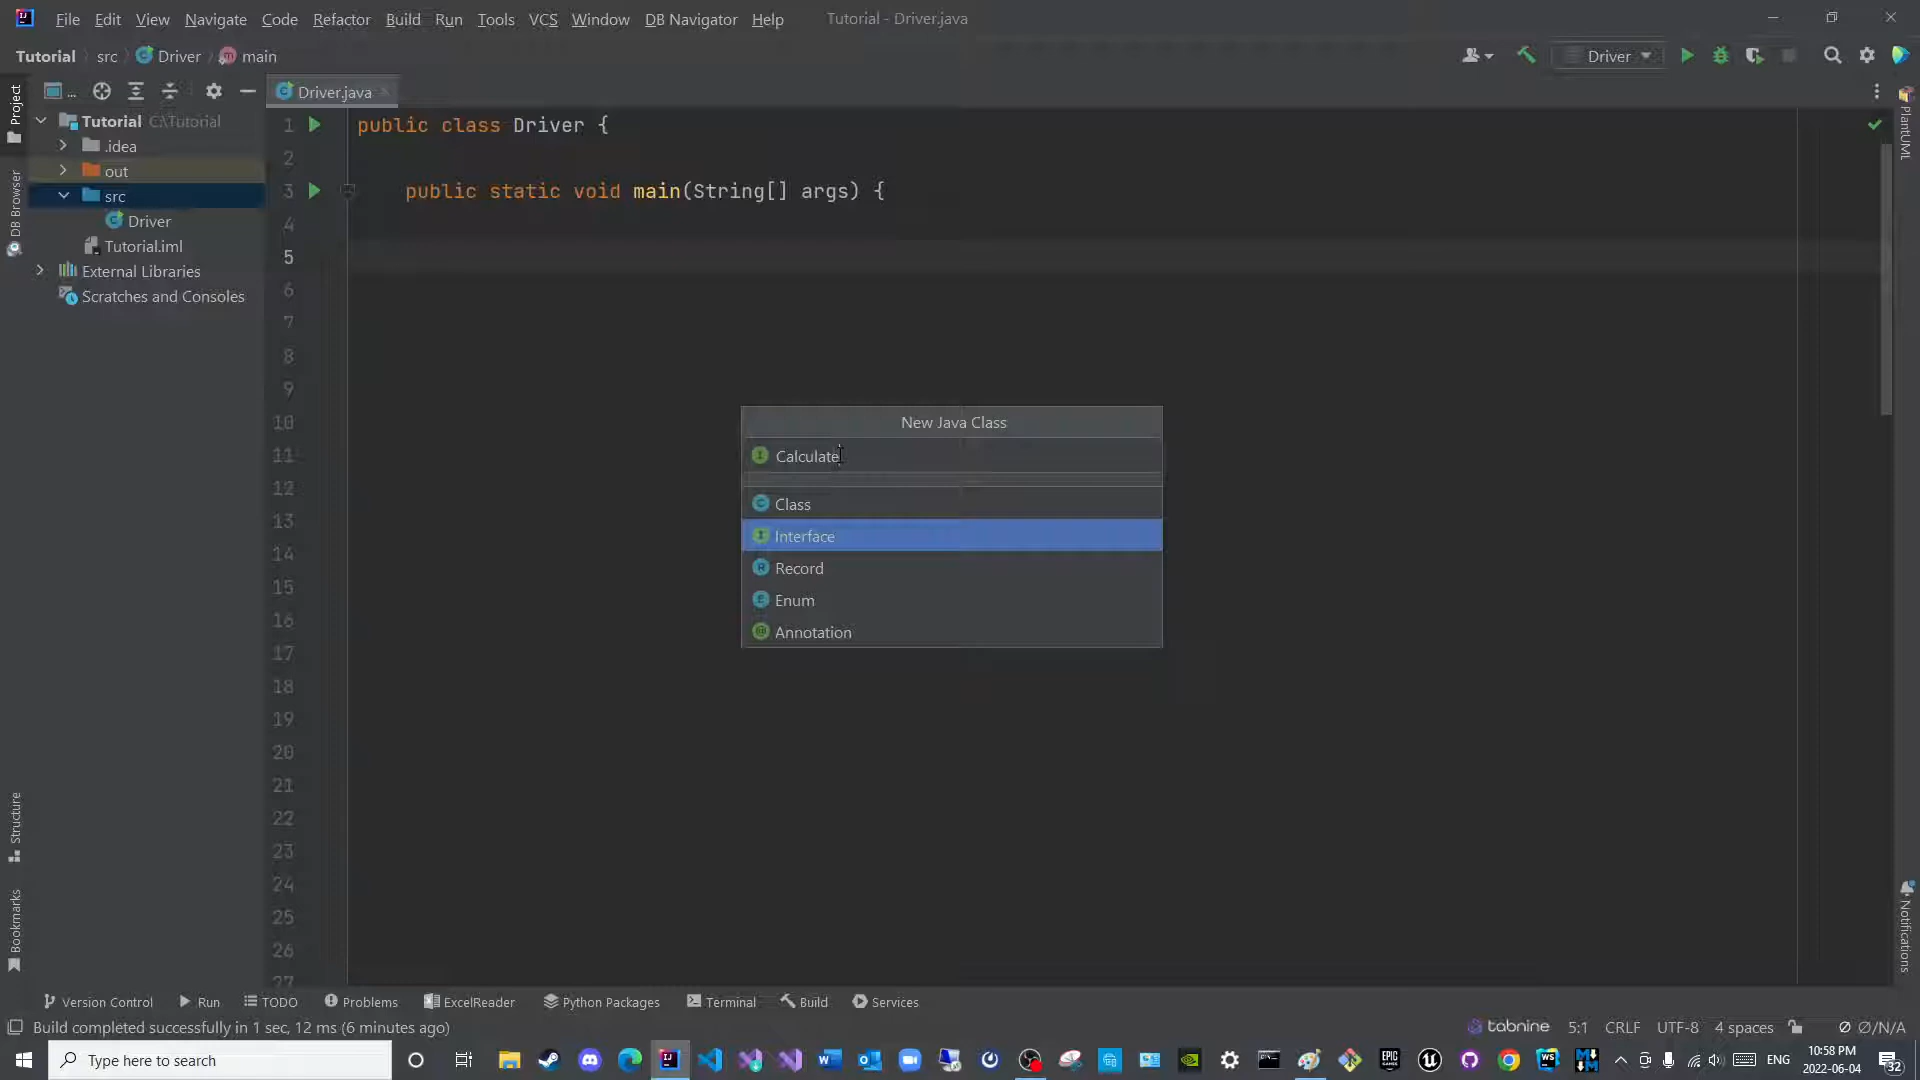 File Edit View Navigate Code Refactor Build Run Tools VCS Window DB Navigator Help Tutorial - Driver.java
Tutorial src Driver main Driver
Project
...
Driver.java
PlantUML
Tutorial C:\Tutorial
.idea
out
src
Driver
Tutorial.iml
External Libraries
Scratches and Consoles
DB Browser
Structure
Bookmarks
1 public class Driver {
2
3 public static void main(String[] args) {
4
5
6
7
8
9
10
11
12
13
14
15
16
17
18
19
20
21
22
23
24
25
26
27
New Java Class
Calculate
Class
Interface
Record
Enum
Annotation
Notifications
Version Control Run TODO Problems ExcelReader Python Packages Terminal Build Services
Build completed successfully in 1 sec, 12 ms (6 minutes ago) tabnine 5:1 CRLF UTF-8 4 spaces Ø/N/A
Type here to search ENG 10:58 PM
2022-06-04 32